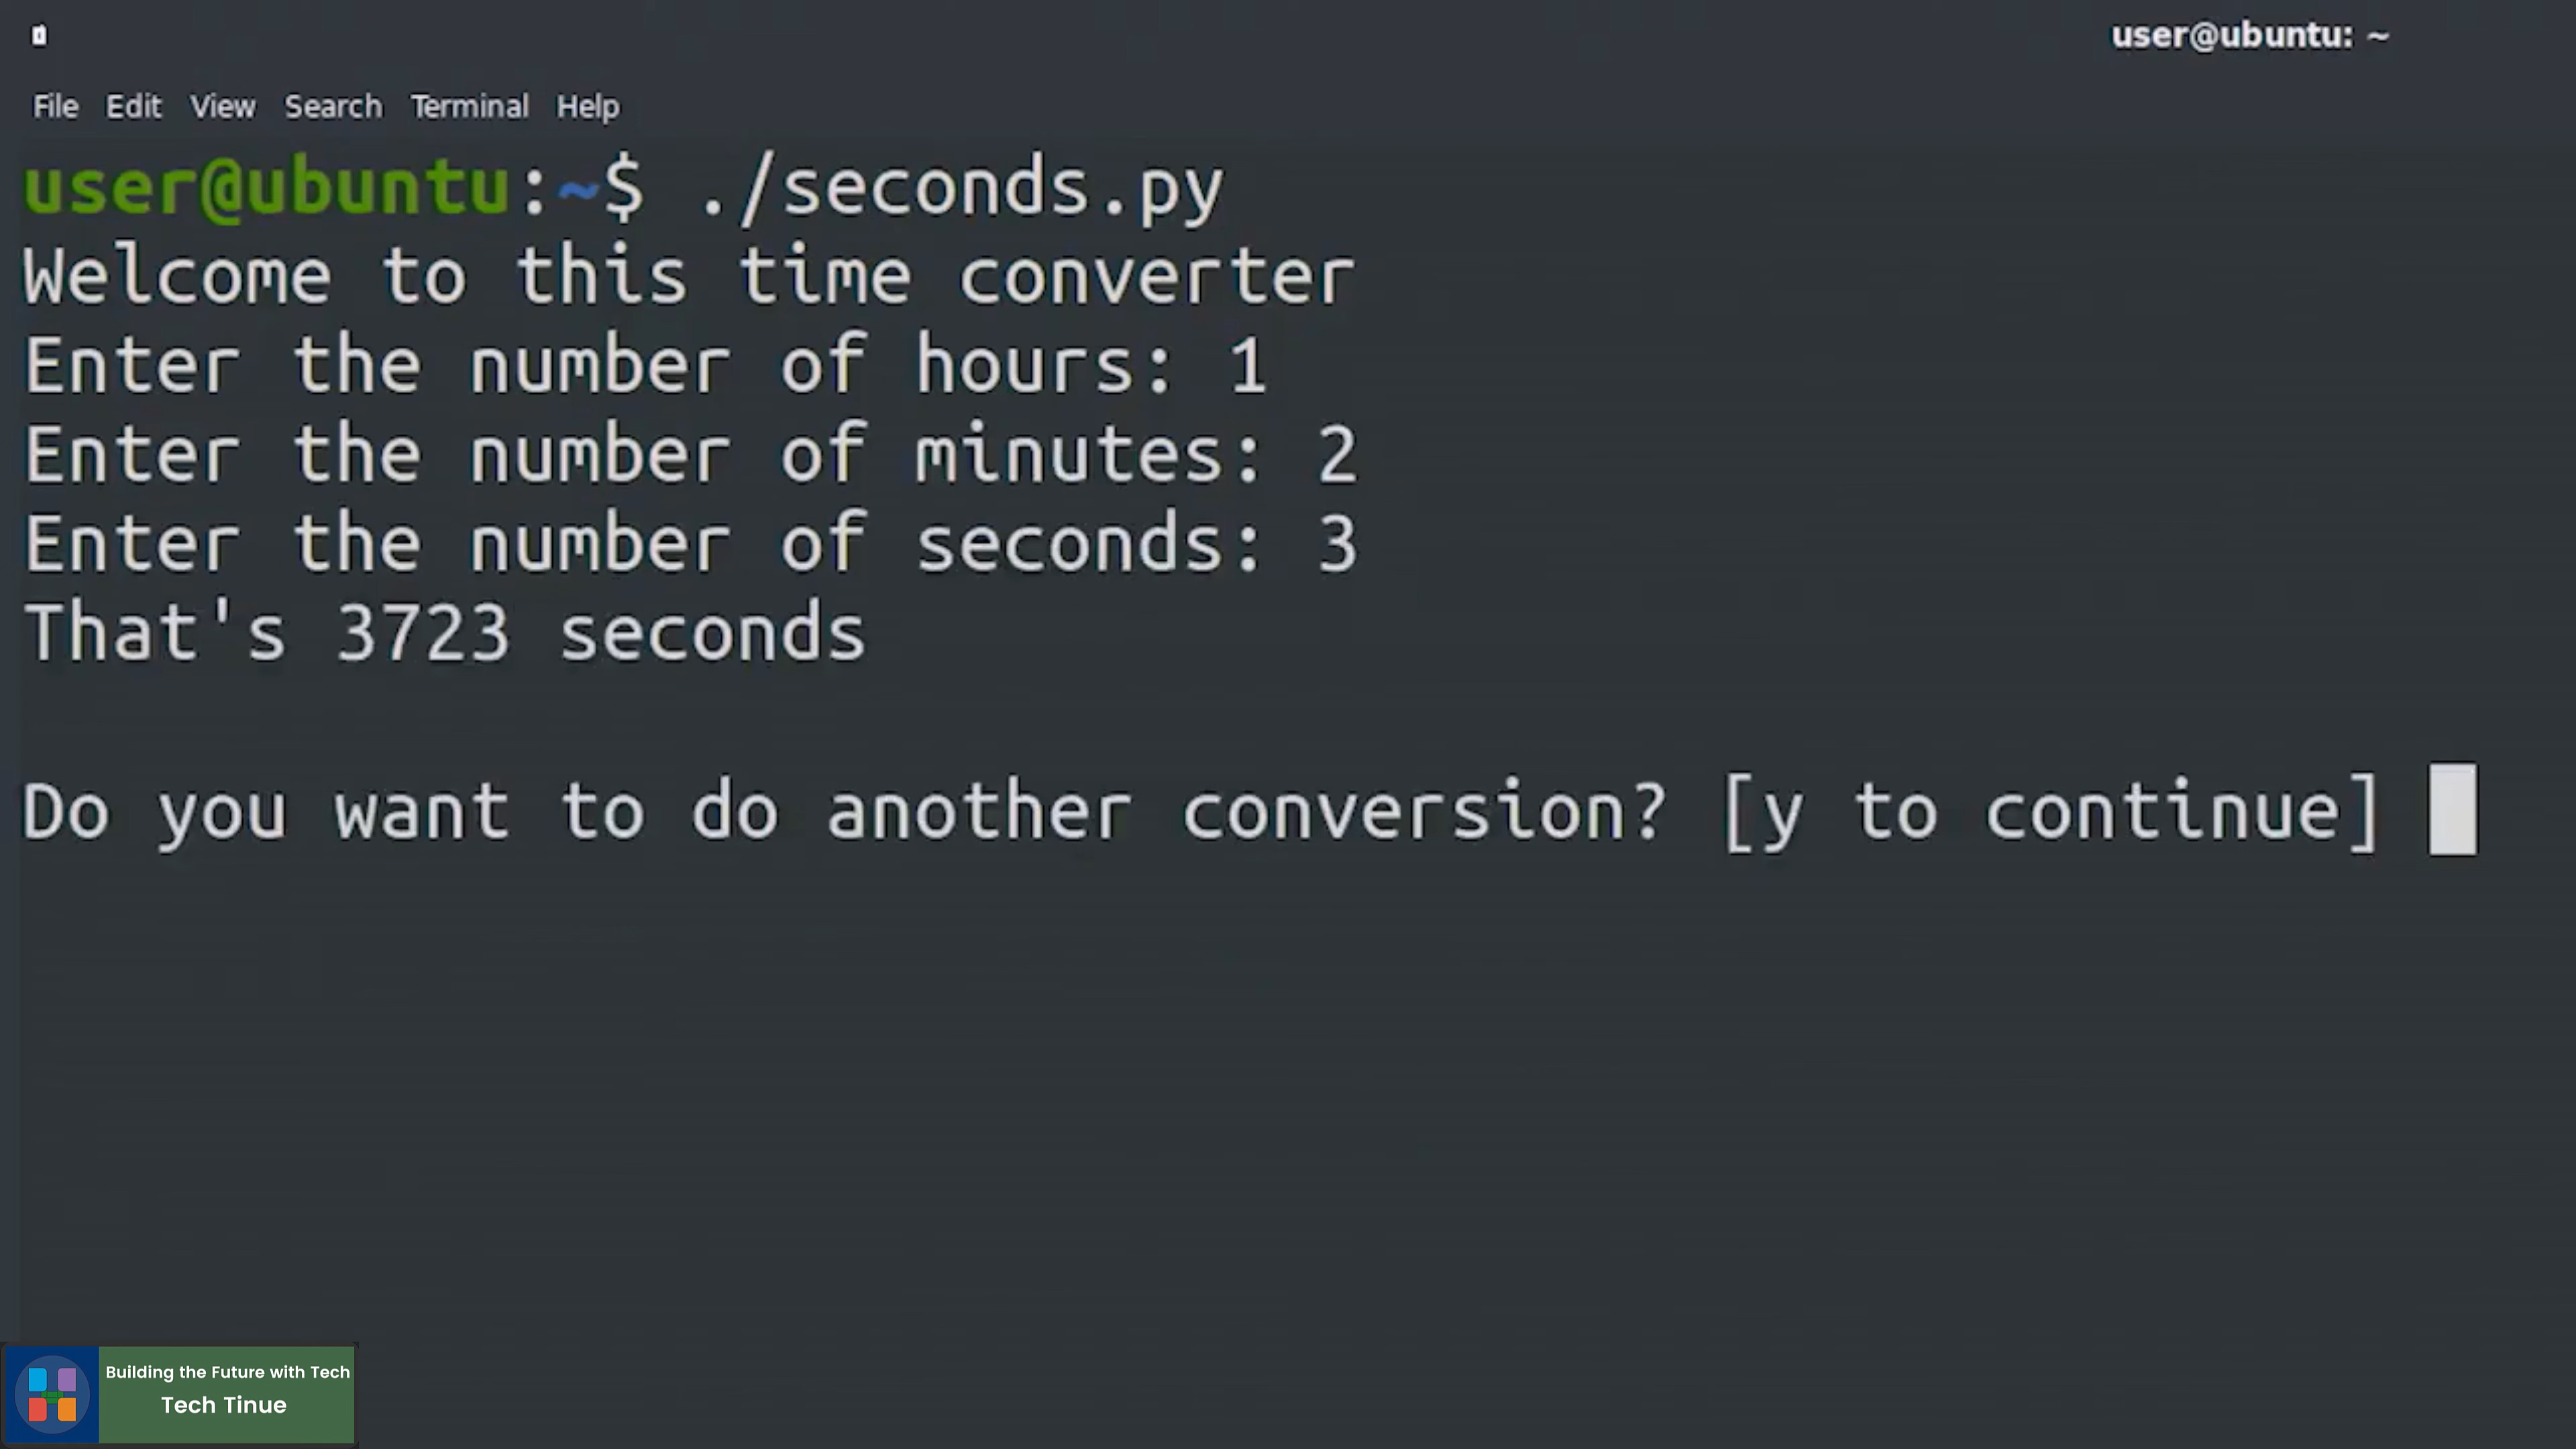 user@ubuntu: ~
File Edit View Search Terminal Help
user@ubuntu:~$ ./seconds.py
Welcome to this time converter
Enter the number of hours: 1
Enter the number of minutes: 2
Enter the number of seconds: 3
That's 3723 seconds
Do you want to do another conversion? [y to continue]
Building the Future with Tech
Tech Tinue